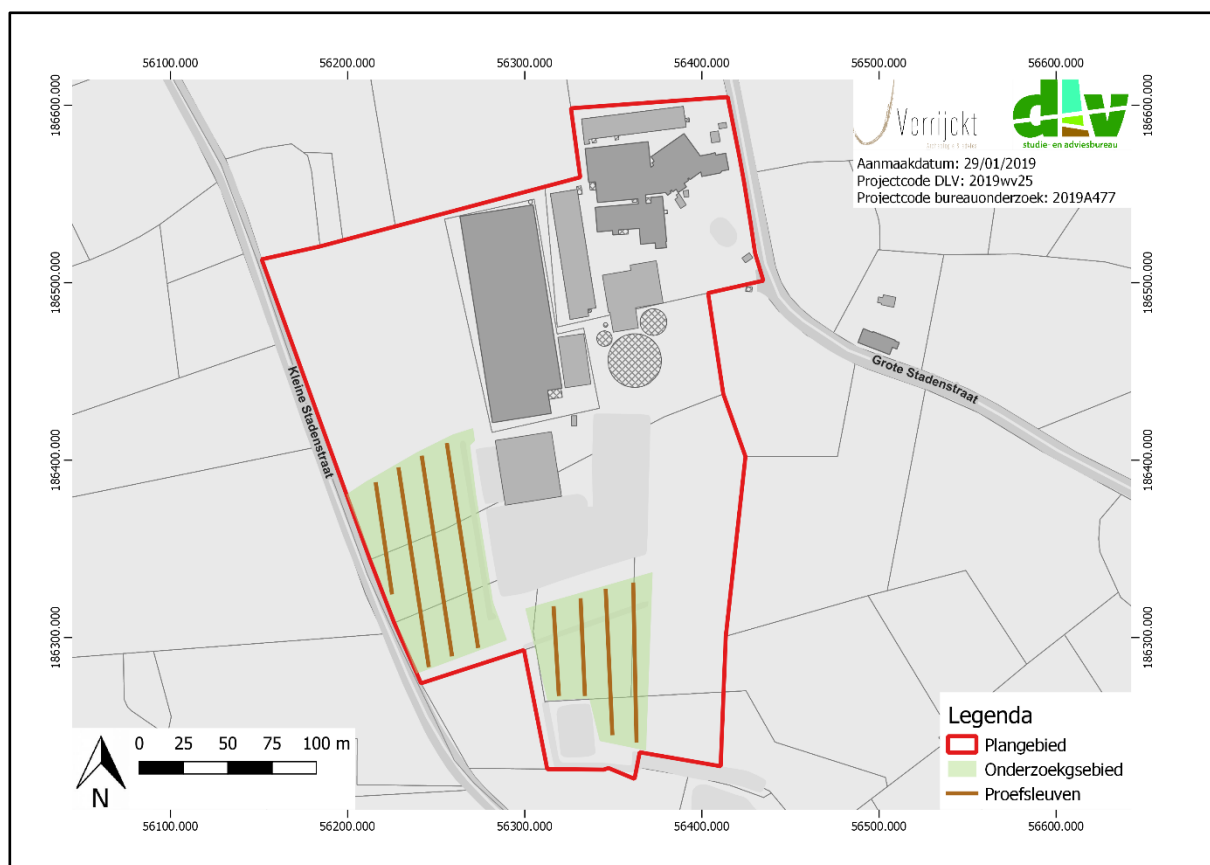 56100.000 56200.000 56300.000 56400.000 56500.000 56600.000
186600.000 186600.000
Verrijckt
dlv
studie- en adviesbureau
Aanmaakdatum: 29/01/2019
Projectcode DLV: 2019wv25
Projectcode bureauonderzoek: 2019A477
186500.000 186500.000
Grote Stadenstraat
Kleine Stadenstraat
186400.000 186400.000
186300.000 186300.000
Legenda
Plangebied
Onderzoekgsebied
Proefsleuven
0 25 50 75 100 m
N
56100.000 56200.000 56300.000 56400.000 56500.000 56600.000